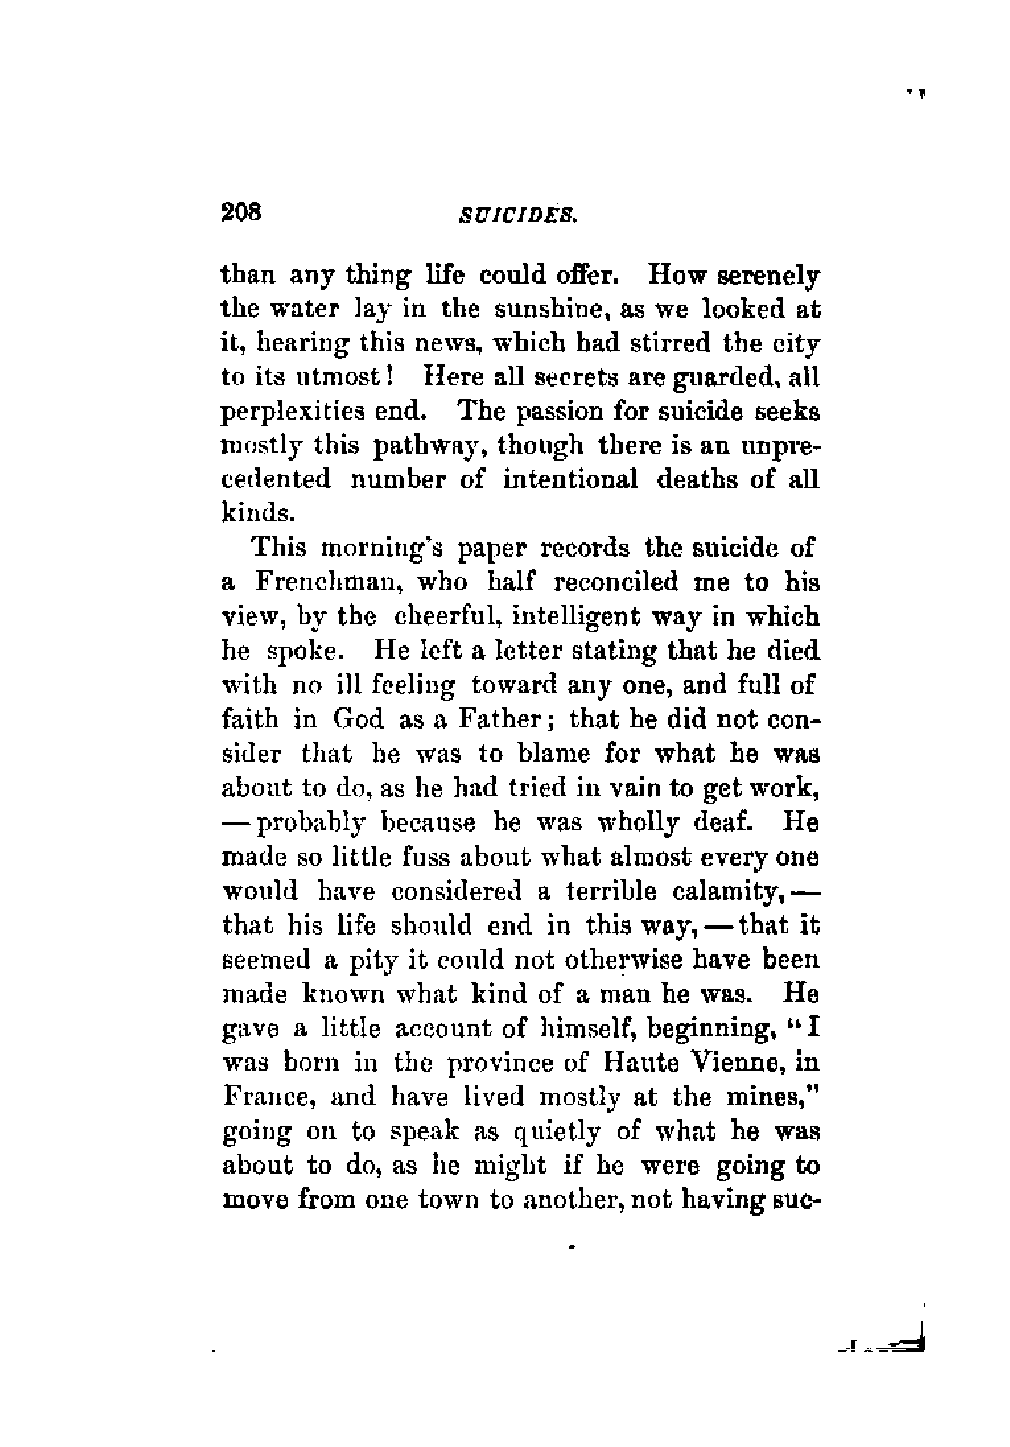 208 SUICIDES.
than any thing life could offer. How serenely
the water lay in the sunshine, as we looked at
it, hearing this news, which had stirred the city
to its utmost! Here all secrets are guarded, all
perplexities end. The passion for suicide seeks
mostly this pathway, though there is an unpre-
cedented number of intentional deaths of all
kinds.
This morning's paper records the suicide of
a Frenchman, who half reconciled me to his
view, by the cheerful, intelligent way in which
he spoke. He left a letter stating that he died
with no ill feeling toward any one, and full of
faith in God as a Father; that he did not con-
sider that he was to blame for what he was
about to do, as he had tried in vain to get work,
— probably because he was wholly deaf. He
made so little fuss about what almost every one
would have considered a terrible calamity, —
that his life should end in this way, — that it
seemed a pity it could not otherwise have been
made known what kind of a man he was. He
gave a little account of himself, beginning, "I
was born in the province of Haute Vienne, in
France, and have lived mostly at the mines,"
going on to speak as quietly of what he was
about to do, as he might if he were going to
move from one town to another, not having suc-